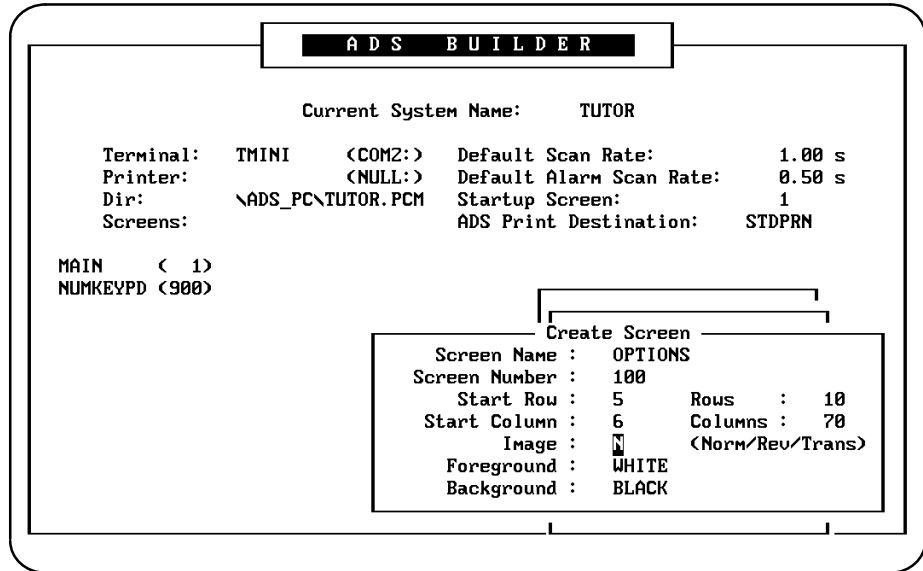 ADS BUILDER
Current System Name: TUTOR
Terminal: TMINI (COM2:) Default Scan Rate: 1.00 s
Printer: (NULL:) Default Alarm Scan Rate: 0.50 s
Dir: \ADS_PC\TUTOR.PCM Startup Screen: 1
Screens: ADS Print Destination: STDPRN
MAIN ( 1)
NUMKEYPD (900)
Create Screen
Screen Name : OPTIONS
Screen Number : 100
Start Row : 5 Rows : 10
Start Column : 6 Columns : 70
Image : N (Norm/Rev/Trans)
Foreground : WHITE
Background : BLACK